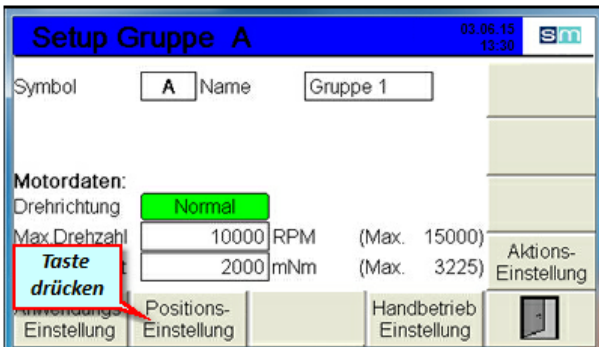 Setup Gruppe A
03.06.15
13:30
sm
Symbol A Name Gruppe 1
Motordaten:
Drehrichtung Normal
Max.Drehzahl 10000 RPM (Max. 15000)
t 2000 mNm (Max. 3225)
Aktions-
Einstellung
Taste
drücken
Anwendungs-
Einstellung
Positions-
Einstellung
Handbetrieb
Einstellung